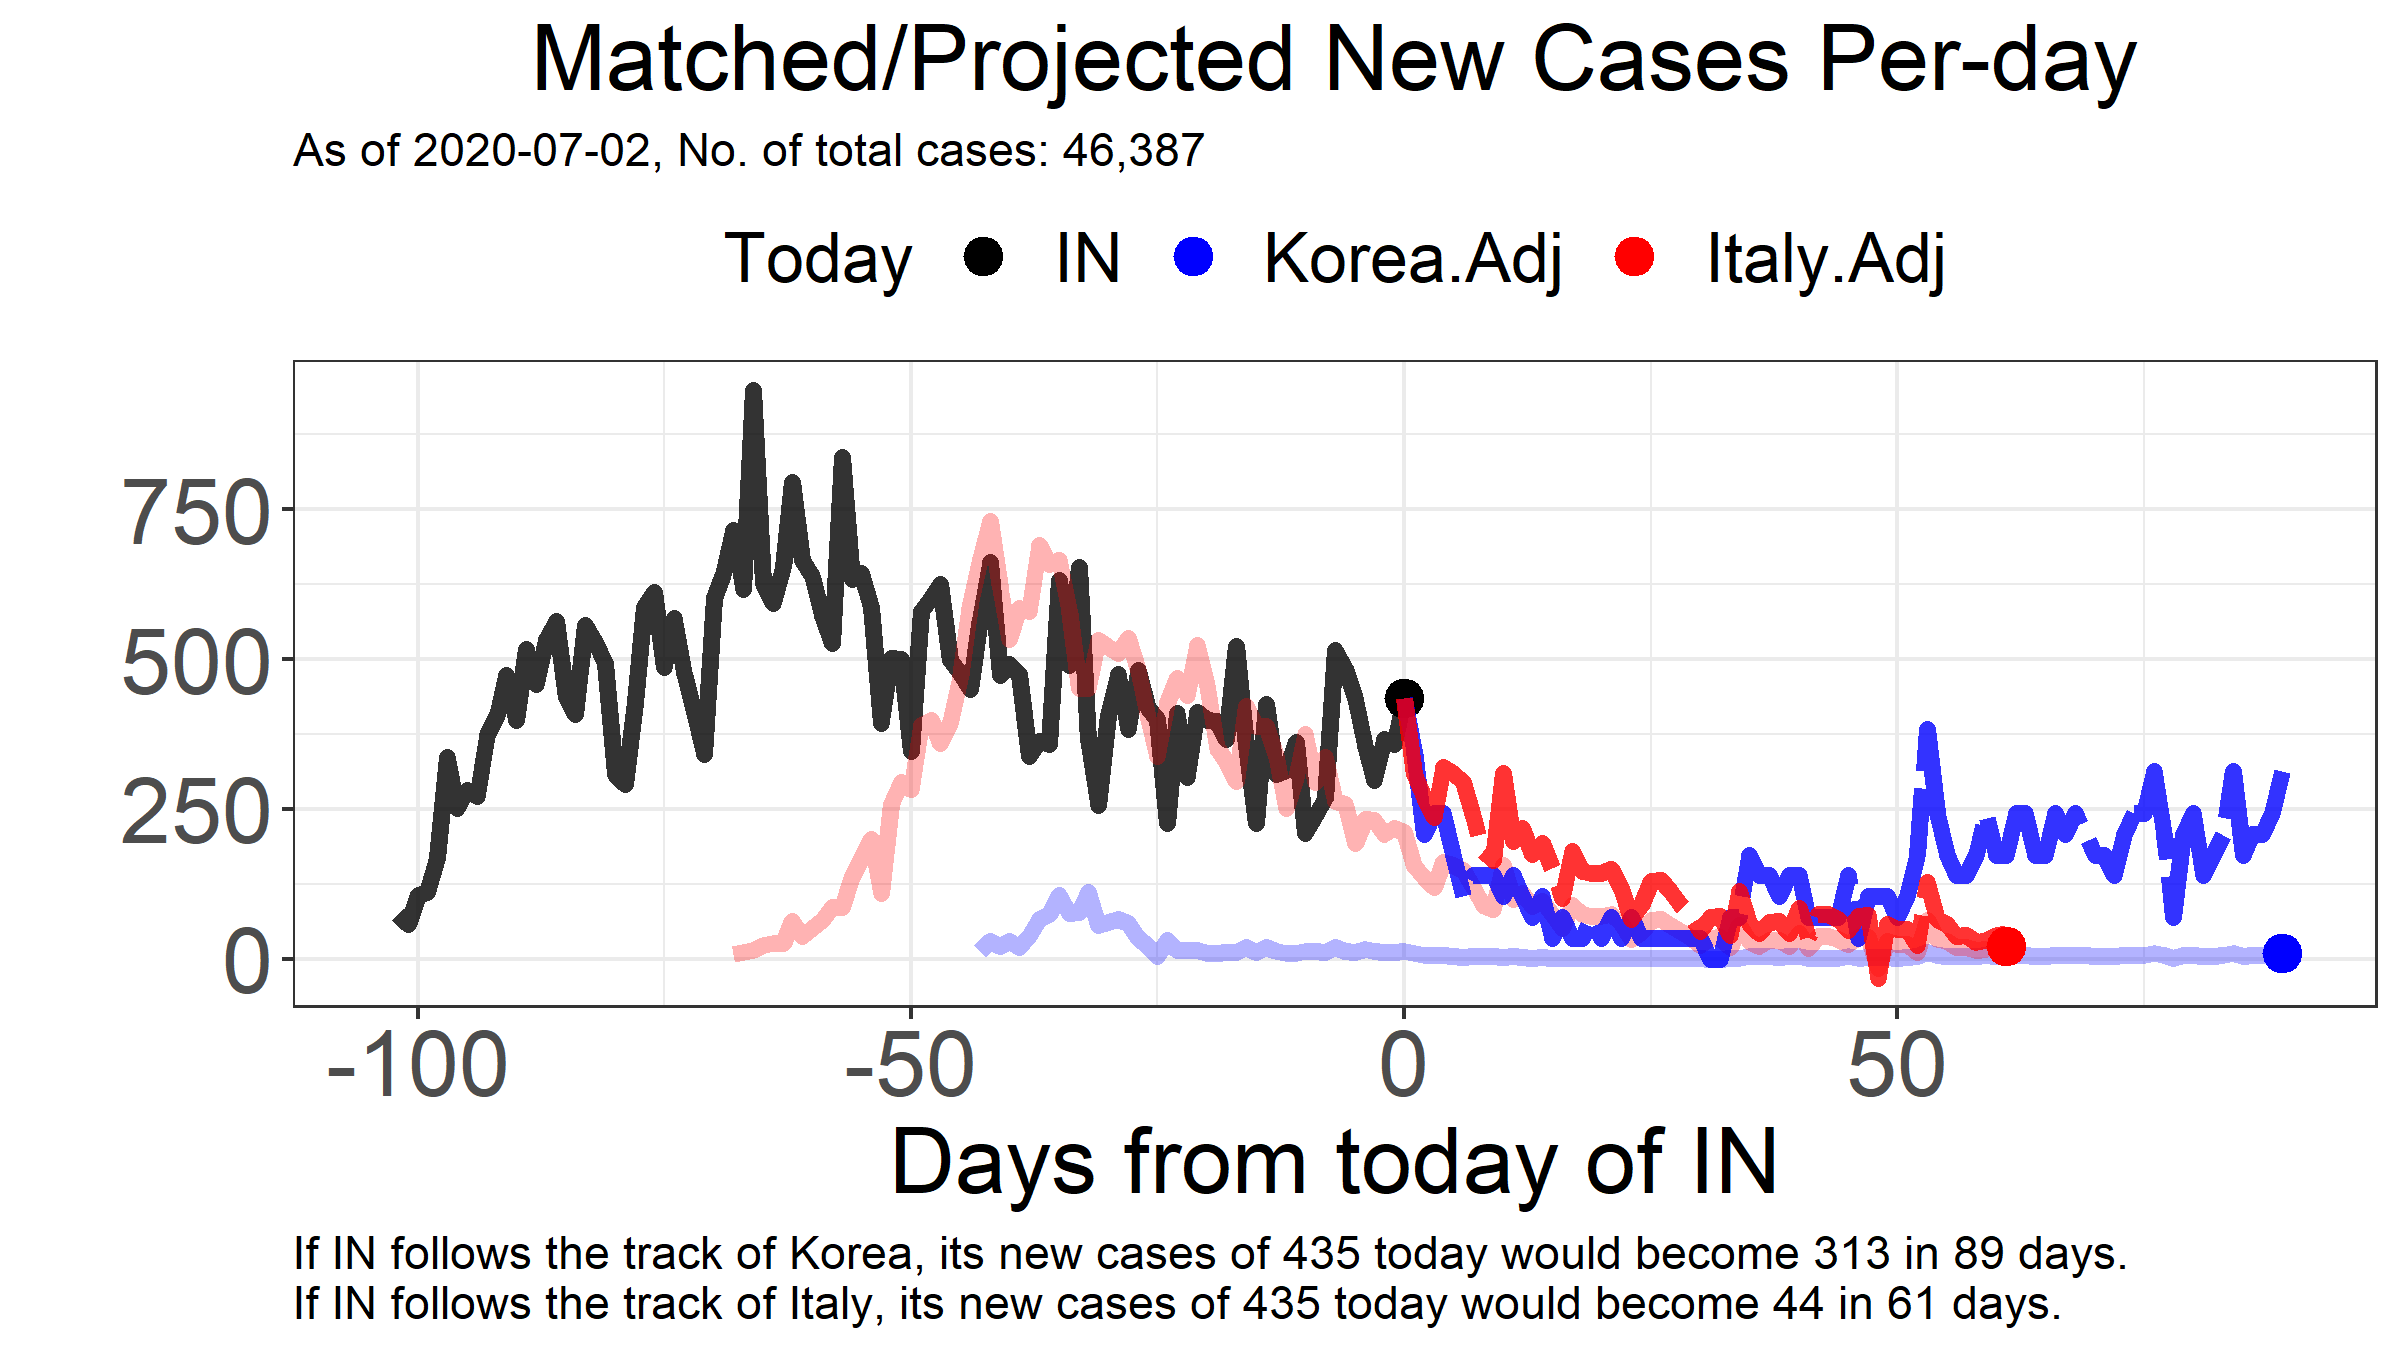 Matched/Projected New Cases Per-day
As of 2020-07-02, No. of total cases: 46,387
Today IN Korea.Adj Italy.Adj
750
500
250
0
-100 -50 0 50
Days from today of IN
If IN follows the track of Korea, its new cases of 435 today would become 313 in 89 days.
If IN follows the track of Italy, its new cases of 435 today would become 44 in 61 days.